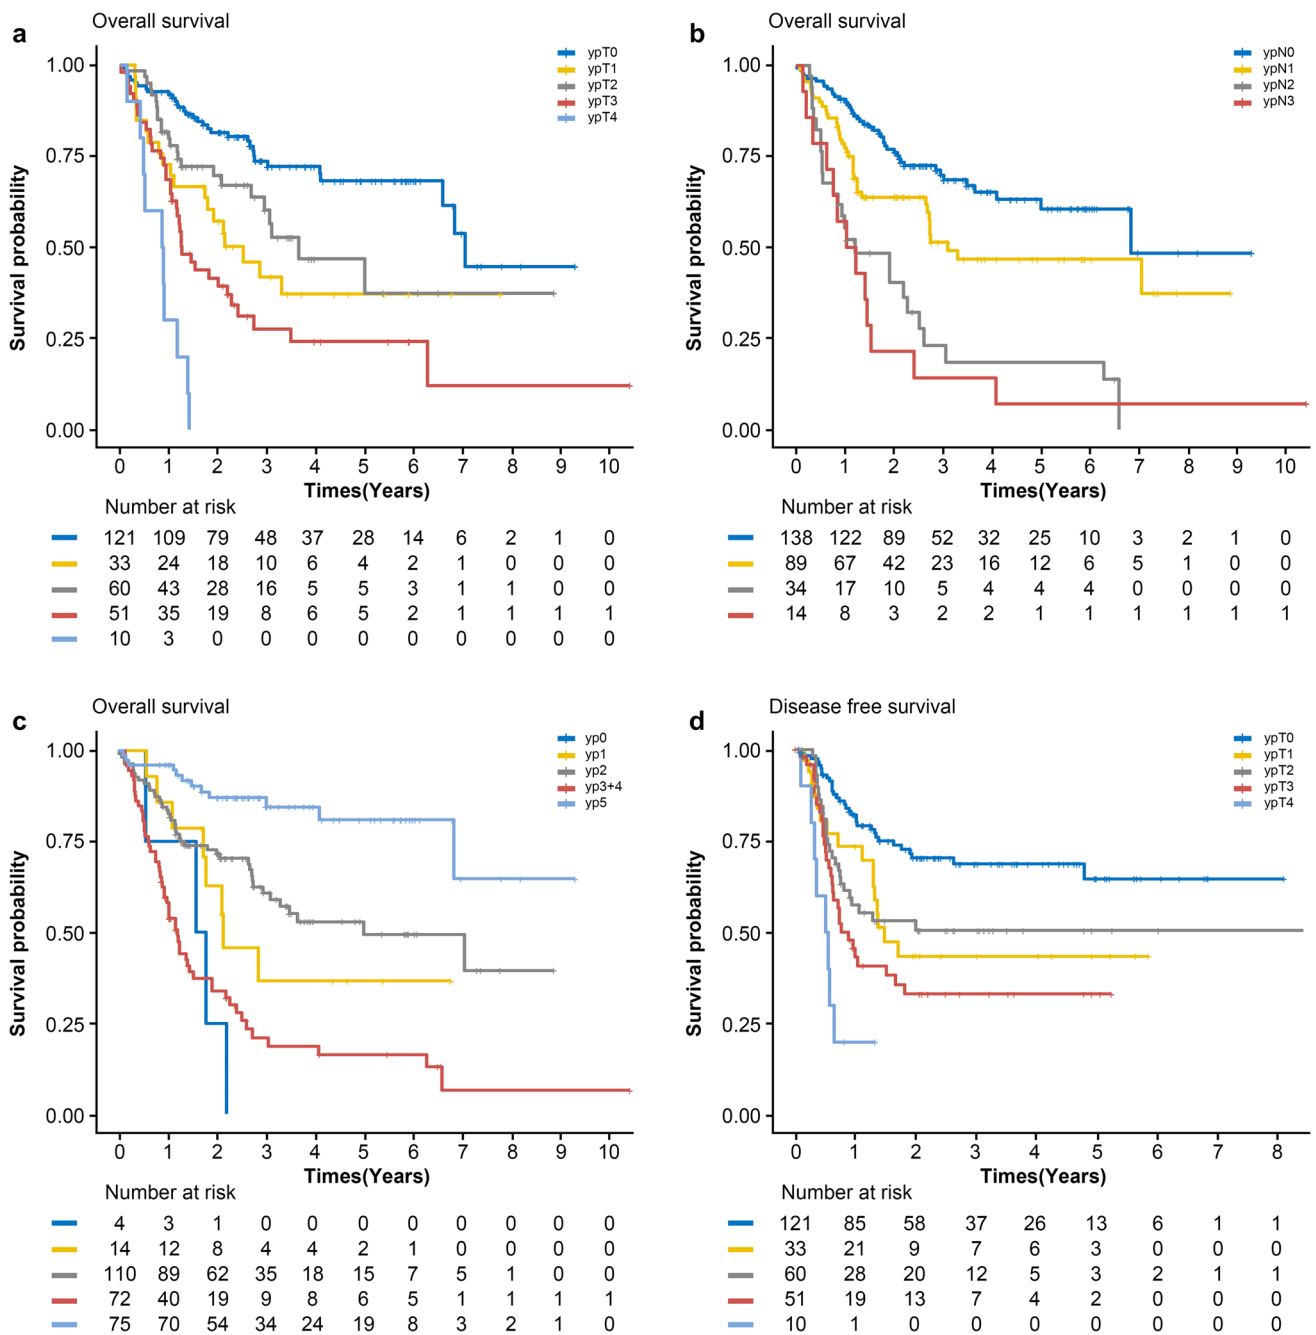 a
Overall survival
ypT0
ypT1
ypT2
ypT3
ypT4
Survival probability
1.00
0.75
0.50
0.25
0.00
0 1 2 3 4 5 6 7 8 9 10
Times(Years)
Number at risk
121 109 79 48 37 28 14 6 2 1 0
33 24 18 10 6 4 2 1 0 0 0
60 43 28 16 5 5 3 1 1 0 0
51 35 19 8 6 5 2 1 1 1 1
10 3 0 0 0 0 0 0 0 0 0
b
Overall survival
ypN0
ypN1
ypN2
ypN3
Survival probability
1.00
0.75
0.50
0.25
0.00
0 1 2 3 4 5 6 7 8 9 10
Times(Years)
Number at risk
138 122 89 52 32 25 10 3 2 1 0
89 67 42 23 16 12 6 5 1 0 0
34 17 10 5 4 4 4 0 0 0 0
14 8 3 2 2 1 1 1 1 1 1
c
Overall survival
yp0
yp1
yp2
yp3+4
yp5
Survival probability
1.00
0.75
0.50
0.25
0.00
0 1 2 3 4 5 6 7 8 9 10
Times(Years)
Number at risk
4 3 1 0 0 0 0 0 0 0 0
14 12 8 4 4 2 1 0 0 0 0
110 89 62 35 18 15 7 5 1 0 0
72 40 19 9 8 6 5 1 1 1 1
75 70 54 34 24 19 8 3 2 1 0
d
Disease free survival
ypT0
ypT1
ypT2
ypT3
ypT4
Survival probability
1.00
0.75
0.50
0.25
0.00
0 1 2 3 4 5 6 7 8
Times(Years)
Number at risk
121 85 58 37 26 13 6 1 1
33 21 9 7 6 3 0 0 0
60 28 20 12 5 3 2 1 1
51 19 13 7 4 2 0 0 0
10 1 0 0 0 0 0 0 0